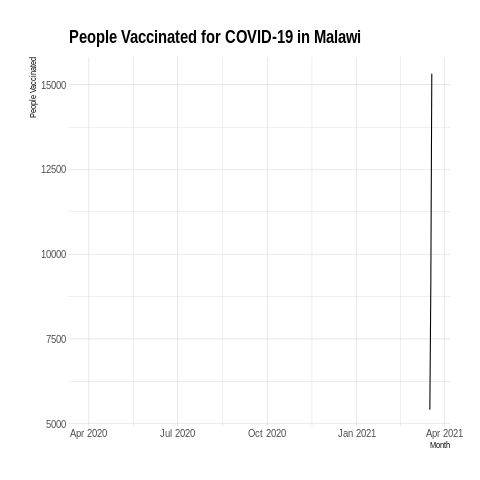 People Vaccinated for COVID-19 in Malawi
People Vaccinated
15000
12500
10000
7500
5000
Apr 2020 Jul 2020 Oct 2020 Jan 2021 Apr 2021
Month